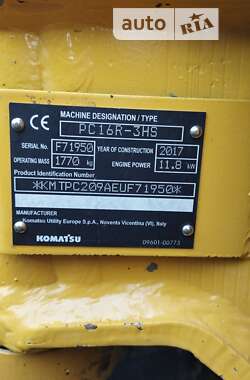 auto RIA
MACHINE DESIGNATION / TYPE
CE PC16R-3HS
SERIAL No. F71950 YEAR OF CONSTRUCTION 2017
OPERATING MASS 1770 kg ENGINE POWER 11.8 kW
Product Identification Number
*KMTPC209AEUF71950*
Manufacturer
Komatsu Utility Europe S.p.A., Noventa Vicentina (VI), Italy
KOMATSU
09601-00773